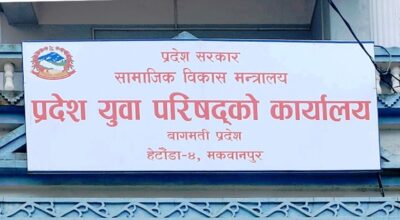 प्रदेश सरकार
सामाजिक विकास मन्त्रालय
प्रदेश युवा परिषद्को कार्यालय
बागमती प्रदेश
हेटौंडा-४, मकवानपुर